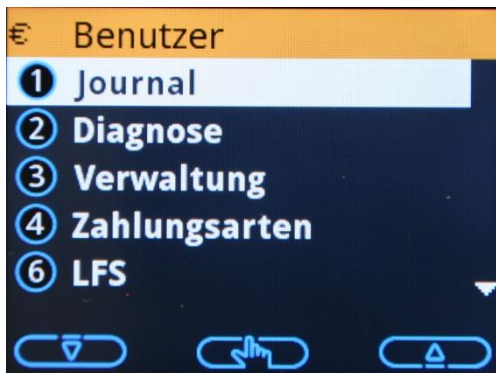 € Benutzer
1 Journal
2 Diagnose
3 Verwaltung
4 Zahlungsarten
6 LFS